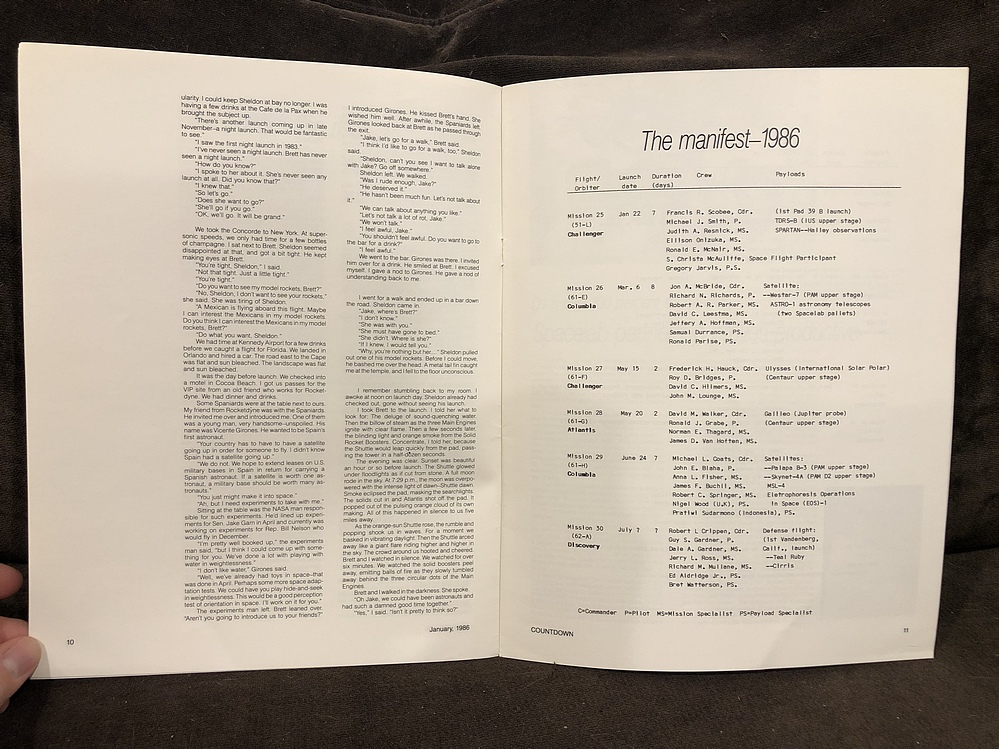 ularity. I could keep Sheldon at bay no longer. I was
having a few drinks at the Cafe de la Pax when he
brought the subject up.
"There's another launch coming up in late
November–a night launch. That would be fantastic
to see."
"I saw the first night launch in 1983."
"I've never seen a night launch. Brett has never
seen a night launch."
"How do you know?"
"I spoke to her about it. She's never seen any
launch at all. Did you know that?"
"I knew that."
"So let's go."
"Does she want to go?"
"She'll go if you go."
"OK, we'll go. It will be grand."
We took the Concorde to New York. At super-
sonic speeds, we only had time for a few bottles
of champagne. I sat next to Brett. Sheldon seemed
disappointed at that, and got a bit tight. He kept
making eyes at Brett.
"You're tight, Sheldon," I said.
"Not that tight. Just a little tight."
"You're tight."
"Do you want to see my model rockets, Brett?"
"No, Sheldon, I don't want to see your rockets,"
she said. She was tiring of Sheldon.
"A Mexican is flying aboard this flight. Maybe
I can interest the Mexicans in my model rockets.
Do you think I can interest the Mexicans in my model
rockets, Brett?"
"Do what you want, Sheldon."
We had time at Kennedy Airport for a few drinks
before we caught a flight for Florida. We landed in
Orlando and hired a car. The road east to the Cape
was flat and sun bleached. The landscape was flat
and sun bleached.
It was the day before launch. We checked into
a motel in Cocoa Beach. I got us passes for the
VIP site from an old friend who works for Rocket-
dyne. We had dinner and drinks.
Some Spaniards were at the table next to ours.
My friend from Rocketdyne was with the Spaniards.
He invited me over and introduced me. One of them
was a young man, very handsome–unspoiled. His
name was Vicente Girones. He wanted to be Spain's
first astronaut.
"Your country has to have to have a satellite
going up in order for someone to fly. I didn't know
Spain had a satellite going up."
"We do not. We hope to extend leases on U.S.
military bases in Spain in return for carrying a
Spanish astronaut. If a satellite is worth one as-
tronaut, a military base should be worth many as-
tronauts."
"You just might make it into space."
"Ah, but I need experiments to take with me."
Sitting at the table was the NASA man respon-
sible for such experiments. He'd lined up exper-
iments for Sen. Jake Garn in April and currently was
working on experiments for Rep. Bill Nelson who
would fly in December.
"I'm pretty well booked up," the experiments
man said, "but I think I could come up with some-
thing for you. We've done a lot with playing with
water in weightlessness."
"I don't like water," Girones said.
"Well, we've already had toys in space–that
was done in April. Perhaps some more space adap-
tation tests. We could have you play hide-and-seek
in weightlessness. This would be a good perception
test of orientation in space. I'll work on it for you."
The experiments man left. Brett leaned over.
"Aren't you going to introduce us to your friends?"
10
I introduced Girones. He kissed Brett's hand. She
wished him well. After awhile, the Spaniards left.
Girones looked back at Brett as he passed through
the exit.
"Jake, let's go for a walk," Brett said.
"I think I'd like to go for a walk, too," Sheldon
said.
"Sheldon, can't you see I want to talk alone
with Jake? Go off somewhere."
Sheldon left. We walked.
"Was I rude enough, Jake?"
"He deserved it."
"He hasn't been much fun. Let's not talk about
it."
"We can talk about anything you like."
"Let's not talk a lot of rot, Jake."
"We won't talk."
"I feel awful, Jake."
"You shouldn't feel awful. Do you want to go to
the bar for a drink?"
"I feel awful."
We went to the bar. Girones was there. I invited
him over for a drink. He smiled at Brett. I excused
myself. I gave a nod to Girones. He gave a nod of
understanding back to me.
I went for a walk and ended up in a bar down
the road. Sheldon came in.
"Jake, where's Brett?"
"I don't know."
"She was with you."
"She must have gone to bed."
"She didn't. Where is she?"
"If I knew, I would tell you."
"Why, you're nothing but her...." Sheldon pulled
out one of his model rockets. Before I could move,
he bashed me over the head. A metal fin caught me
at the temple, and I fell to the floor unconscious.
I remember stumbling back to my room. I
awoke at noon on launch day. Sheldon already had
checked out, gone without seeing his launch.
I took Brett to the launch. I told her what to
look for: The deluge of sound-quenching water.
Then the billow of steam as the three Main Engines
ignite with clear flame. Then a few seconds later,
the blinding light and orange smoke from the Solid
Rocket Boosters. Concentrate, I told her, because
the Shuttle would leap quickly from the pad, pass-
ing the tower in a half-dozen seconds.
The evening was clear. Sunset was beautiful
an hour or so before launch. The Shuttle glowed
under floodlights as if cut from stone. A full moon
rode in the sky. At 7:29 p.m., the moon was overpo-
wered with the intense light of dawn–Shuttle dawn.
Smoke eclipsed the pad, masking the searchlights.
The solids cut in and Atlantis shot off the pad. It
popped out of the pulsing orange cloud of its own
making. All of this happened in silence to us five
miles away.
As the orange-sun Shuttle rose, the rumble and
popping shook us in waves. For a moment we
basked in vibrating daylight. Then the Shuttle arced
away like a giant flare riding higher and higher in
the sky. The crowd around us hooted and cheered.
Brett and I watched in silence. We watched for over
six minutes. We watched the solid boosters peel
away, emitting balls of fire as they slowly tumbled
away behind the three circular dots of the Main
Engines.
Brett and I walked in the darkness. She spoke.
"Oh Jake, we could have been astronauts and
had such a damned good time together."
"Yes," I said. "Isn't it pretty to think so?"
January, 1986
The manifest–1986
Flight/ Orbiter Launch date Duration (days) Crew Payloads
Mission 25 Jan 22 7 Francis R. Scobee, Cdr. (1st Pad 39 B launch)
(51-L) Michael J. Smith, P. TDRS-B (IUS upper stage)
Challenger Judith A. Resnick, MS. SPARTAN--Halley observations
Ellison Onizuka, MS.
Ronald E. McNair, MS.
S. Christa McAuliffe, Space Flight Participant
Gregory Jarvis, P.S.
Mission 26 Mar. 6 8 Jon A. McBride, Cdr. Satellite:
(61-E) Richard N. Richards, P. --Wester-7 (PAM upper stage)
Columbia Robert A. R. Parker, MS. ASTRO-1 astronomy telescopes
David C. Leestma, MS. (two Spacelab pallets)
Jeffery A. Hoffman, MS.
Samuel Durrance, PS.
Ronald Parise, PS.
Mission 27 May 15 2 Frederick H. Hauck, Cdr. Ulysses (International Solar Polar)
(61-F) Roy D. Bridges, P. (Centaur upper stage)
Challenger David C. Hilmers, MS.
John M. Lounge, MS.
Mission 28 May 20 2 David M. Walker, Cdr. Galileo (Jupiter probe)
(61-G) Ronald J. Grabe, P. (Centaur upper stage)
Atlantis Norman E. Thagard, MS.
James D. Van Hoften, MS.
Mission 29 June 24 7 Michael L. Coats, Cdr. Satellites:
(61-H) John E. Blaha, P. --Palapa B-3 (PAM upper stage)
Columbia Anna L. Fisher, MS. --Skynet-4A (PAM D2 upper stage)
James F. Buchli, MS. MSL-4
Robert C. Springer, MS. Eletrophoresis Operations
Nigel Wood (U.K), PS. in Space (EOS)-1
Pratiwi Sudarmono (Indonesia), PS.
Mission 30 July ? ? Robert L Crippen, Cdr. Defense flight:
(62-A) Guy S. Gardner, P. (1st Vandenberg,
Discovery Dale A. Gardner, MS. Calif., launch)
Jerry L. Ross, MS. --Teal Ruby
Richard M. Mullane, MS. --Cirris
Ed Aldridge Jr., PS.
Bret Watterson, PS.
C=Commander P=Pilot MS=Mission Specialist PS=Payload Specialist
COUNTDOWN
11